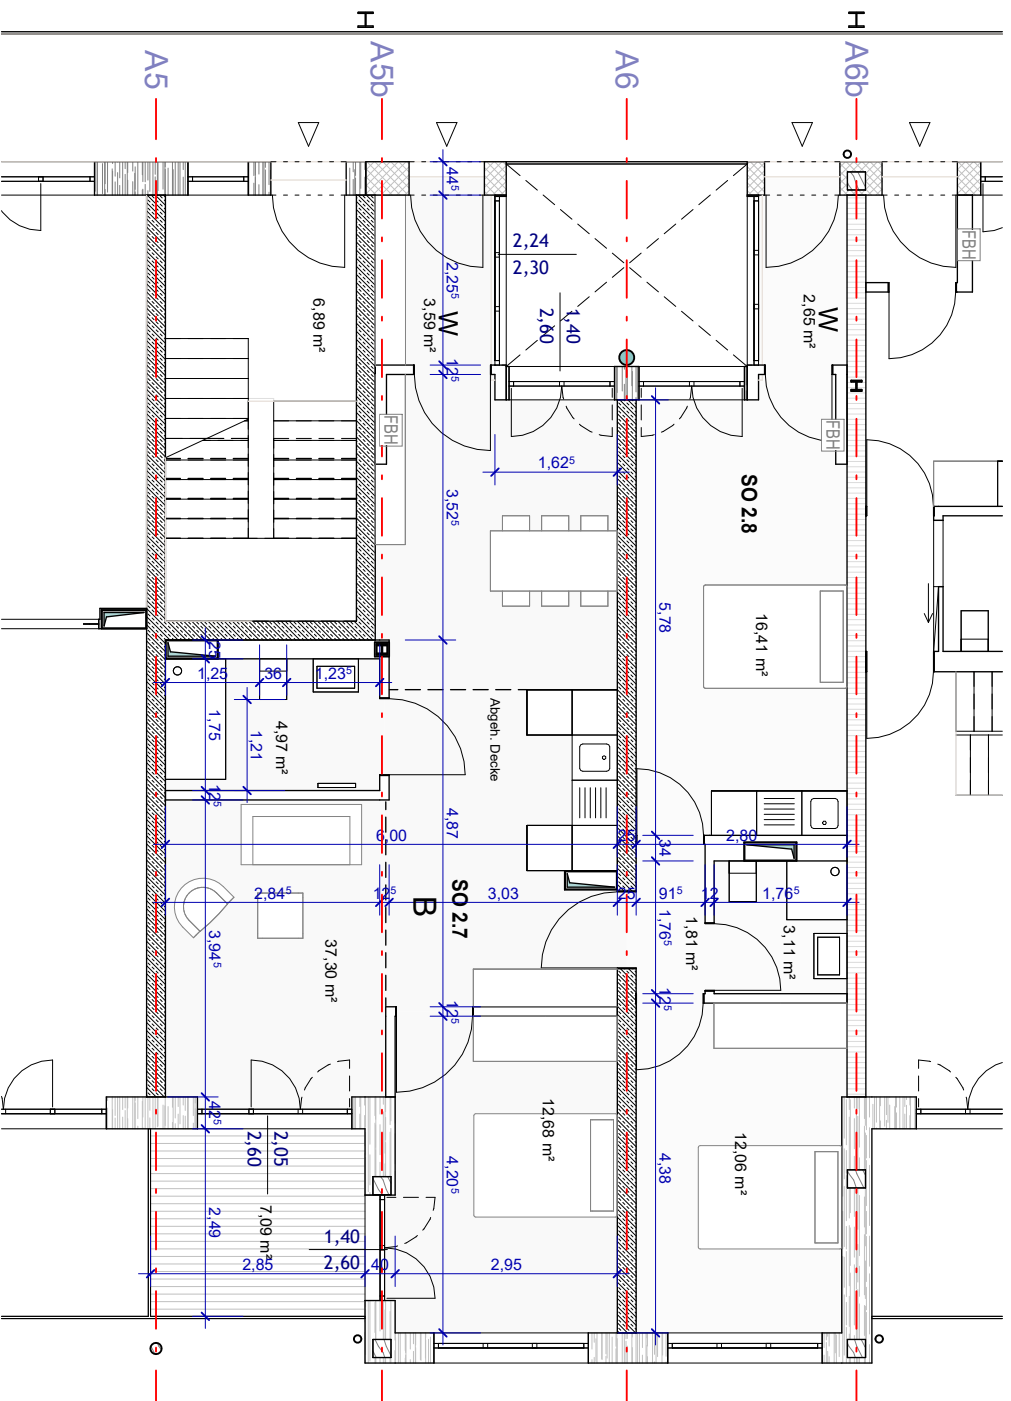 H
H
A5
A5b
A6
A6b
44⁵
2,24
2,30
2,25⁵
1,40
2,60
6,89 m²
W
3,59 m²
W
2,65 m²
FBH
H
12⁵
FBH
FBH
1,62⁵
3,52⁵
SO 2.8
5,78
16,41 m²
25
1,25
36
1,23⁵
1,75
1,21
4,97 m²
Abgeh. Decke
12⁵
4,87
6,00
25
34
2,80
2,84⁵
12⁵
3,03
25
91⁵
12
1,76⁵
B
SO 2.7
3,94⁵
37,30 m²
1,76⁵
1,81 m²
3,11 m²
12⁵
12⁵
42⁵
2,05
2,60
12,68 m²
4,20⁵
4,38
12,06 m²
2,49
7,09 m²
1,40
2,60
2,85
40
2,95